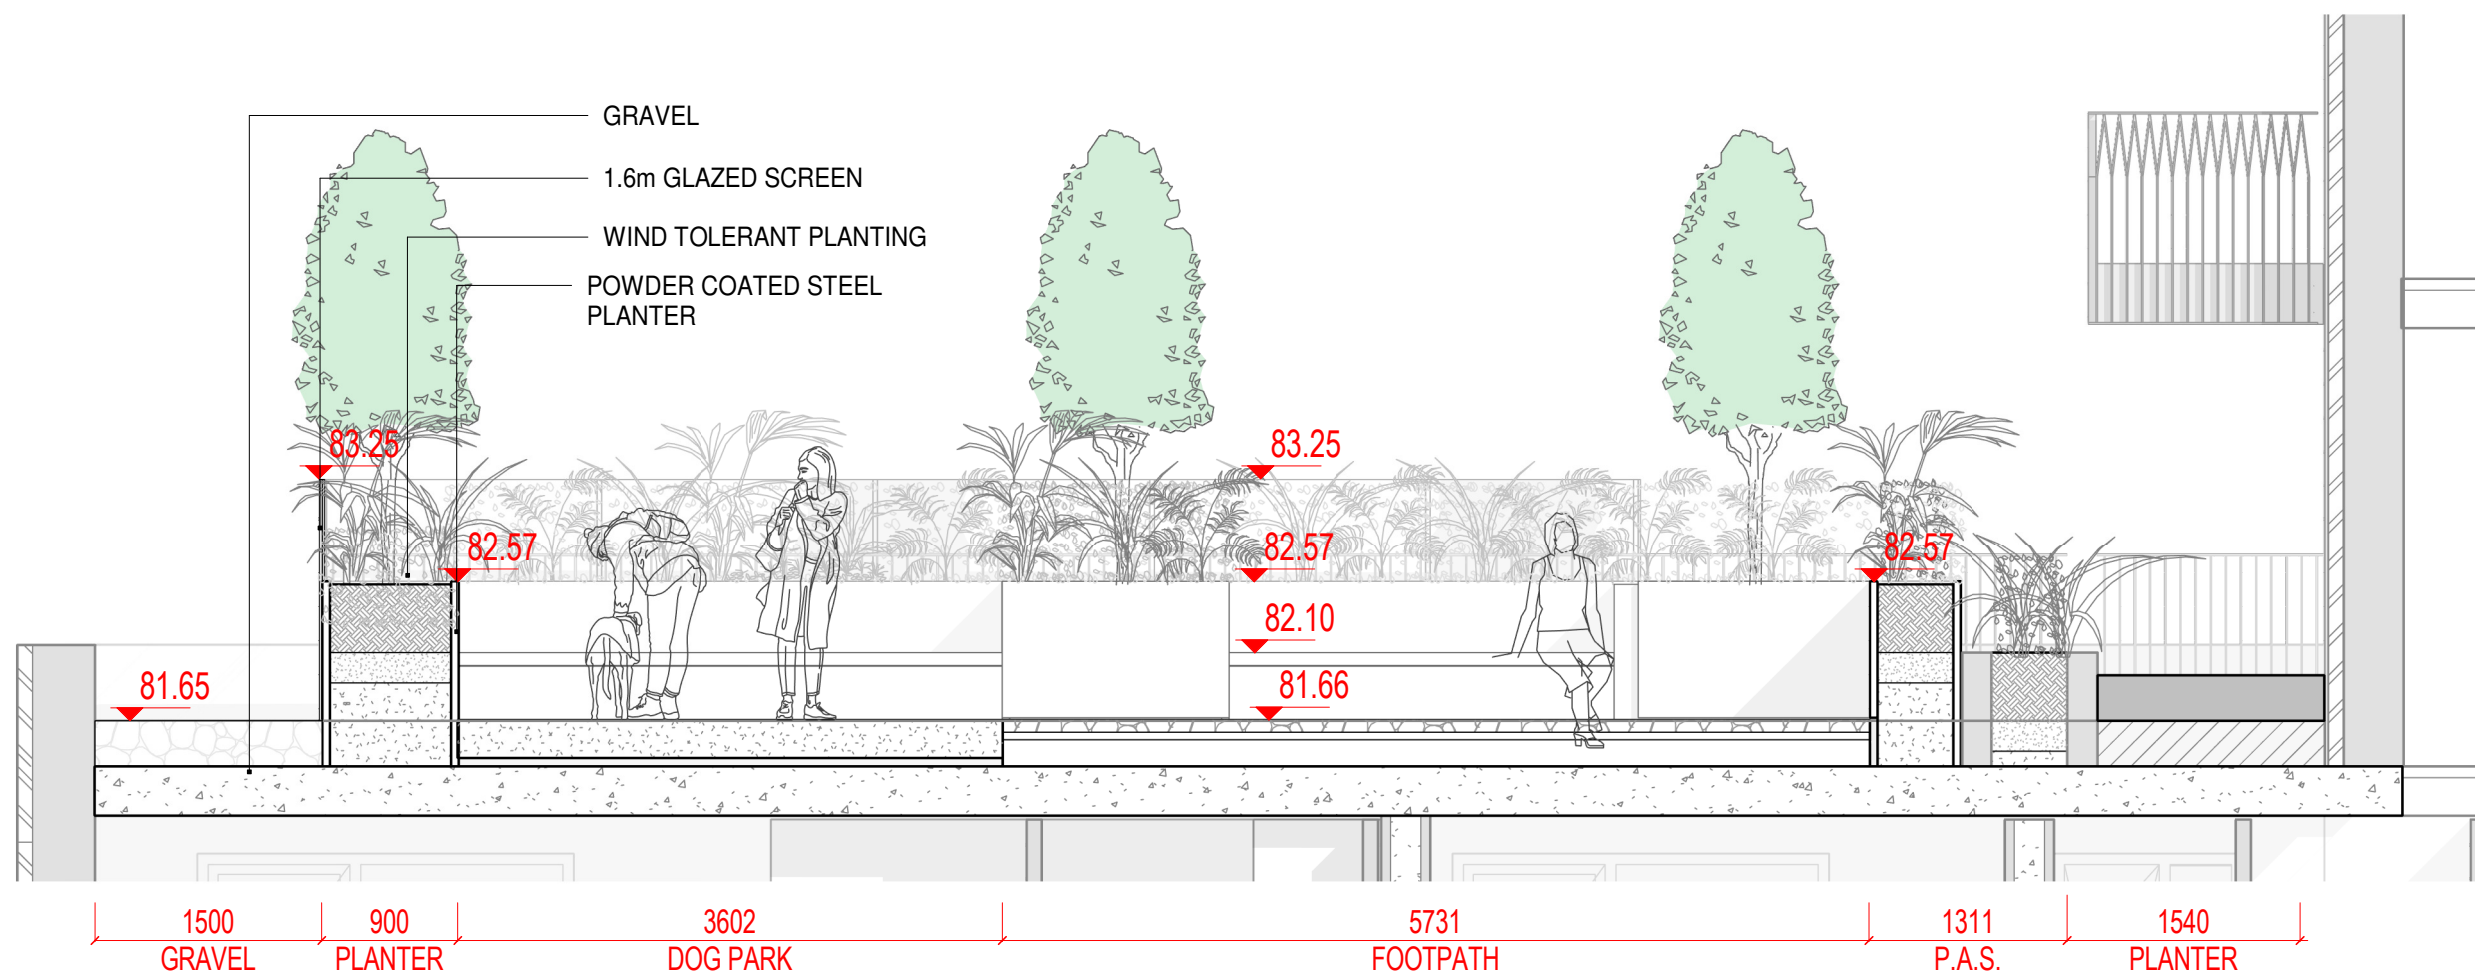 GRAVEL
1.6m GLAZED SCREEN
WIND TOLERANT PLANTING
POWDER COATED STEEL
PLANTER
83.25
83.25
82.57
82.57
82.57
82.10
81.65
81.66
1500
900
3602
5731
1311
1540
GRAVEL
PLANTER
DOG PARK
FOOTPATH
P.A.S.
PLANTER